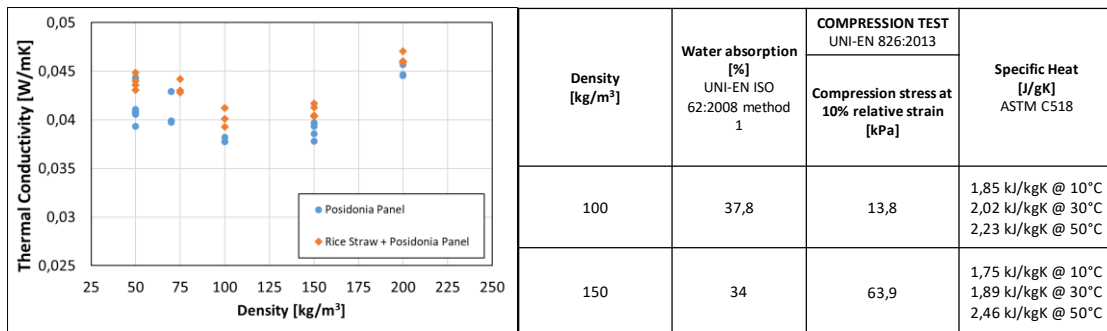 0,05
0,045
0,04
0,035
0,03
0,025
Thermal Conductivity [W/mK]
25 50 75 100 125 150 175 200 225 250
Density [kg/m³]
Posidonia Panel
Rice Straw + Posidonia Panel
Density
[kg/m³]
Water absorption
[%]
UNI-EN ISO
62:2008 method
1
COMPRESSION TEST
UNI-EN 826:2013
Compression stress at
10% relative strain
[kPa]
Specific Heat
[J/gK]
ASTM C518
100
37,8
13,8
1,85 kJ/kgK @ 10°C
2,02 kJ/kgK @ 30°C
2,23 kJ/kgK @ 50°C
150
34
63,9
1,75 kJ/kgK @ 10°C
1,89 kJ/kgK @ 30°C
2,46 kJ/kgK @ 50°C